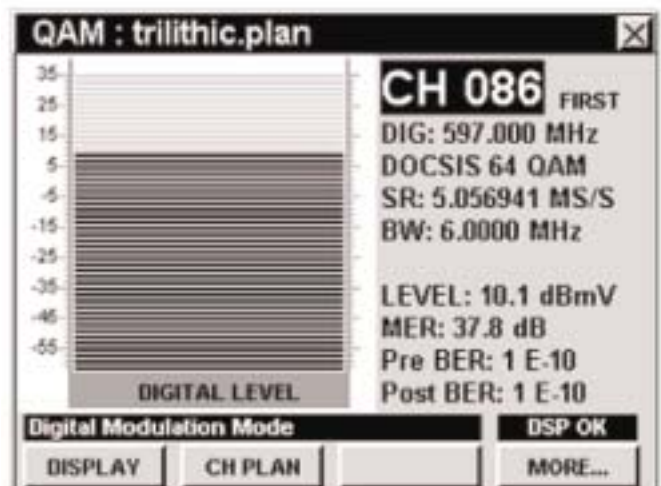 QAM : trilithic.plan
35
25
15
5
-5
-15
-25
-35
-45
-55
DIGITAL LEVEL
CH 086 FIRST
DIG: 597.000 MHz
DOCSIS 64 QAM
SR: 5.056941 MS/S
BW: 6.0000 MHz
LEVEL: 10.1 dBmV
MER: 37.8 dB
Pre BER: 1 E-10
Post BER: 1 E-10
Digital Modulation Mode DSP OK
DISPLAY CH PLAN MORE...